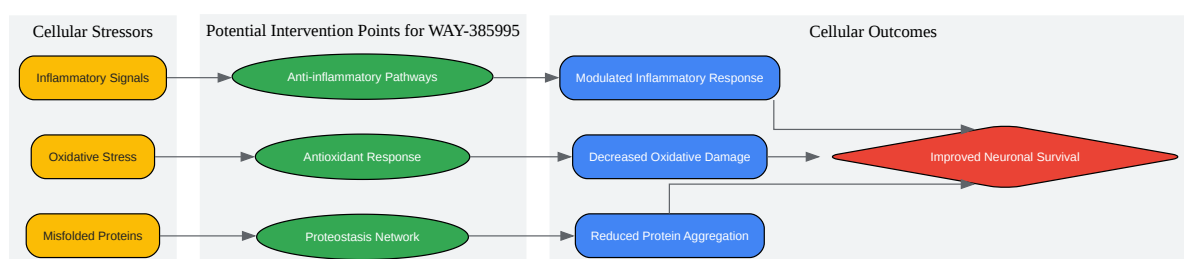 Cellular Stressors
Potential Intervention Points for WAY-385995
Cellular Outcomes
Inflammatory Signals
Anti-inflammatory Pathways
Modulated Inflammatory Response
Oxidative Stress
Antioxidant Response
Decreased Oxidative Damage
Improved Neuronal Survival
Misfolded Proteins
Proteostasis Network
Reduced Protein Aggregation